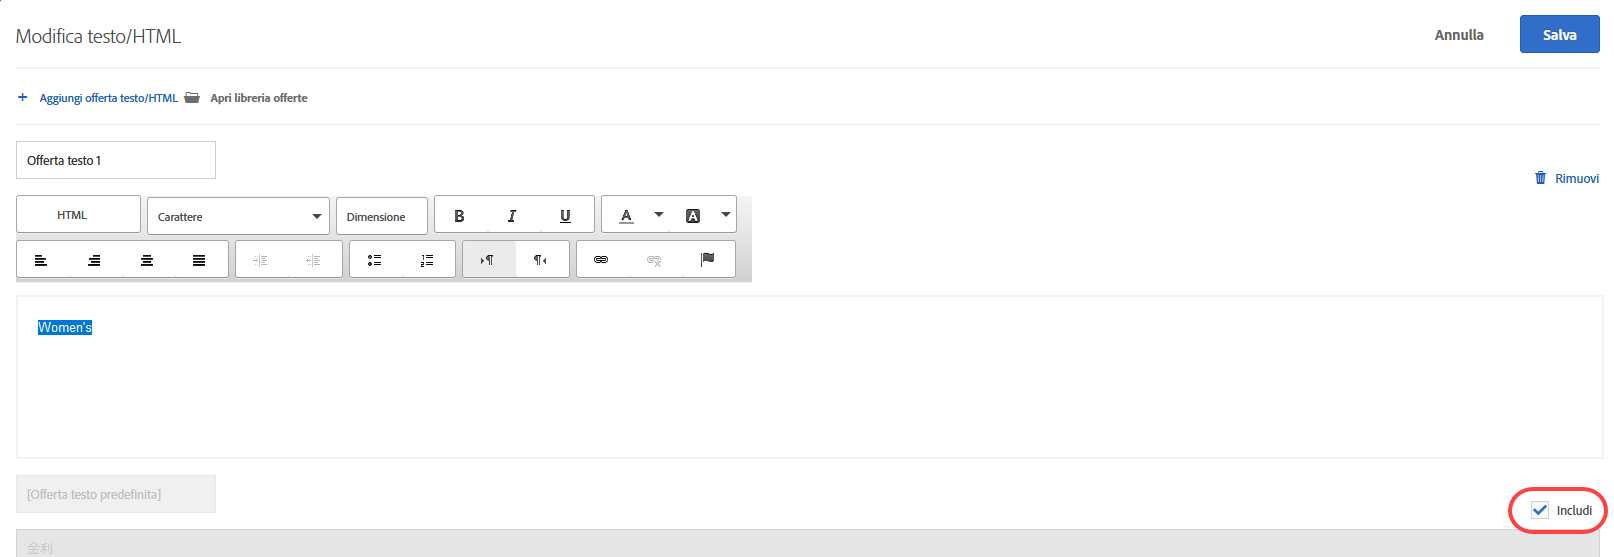 Modifica testo/HTML
Annulla
Salva
+ Aggiungi offerta testo/HTML
Apri libreria offerte
Offerta testo 1
Rimuovi
HTML
Carattere
Dimensione
B I U A A
Women's
[Offerta testo predefinita]
Includi
金利